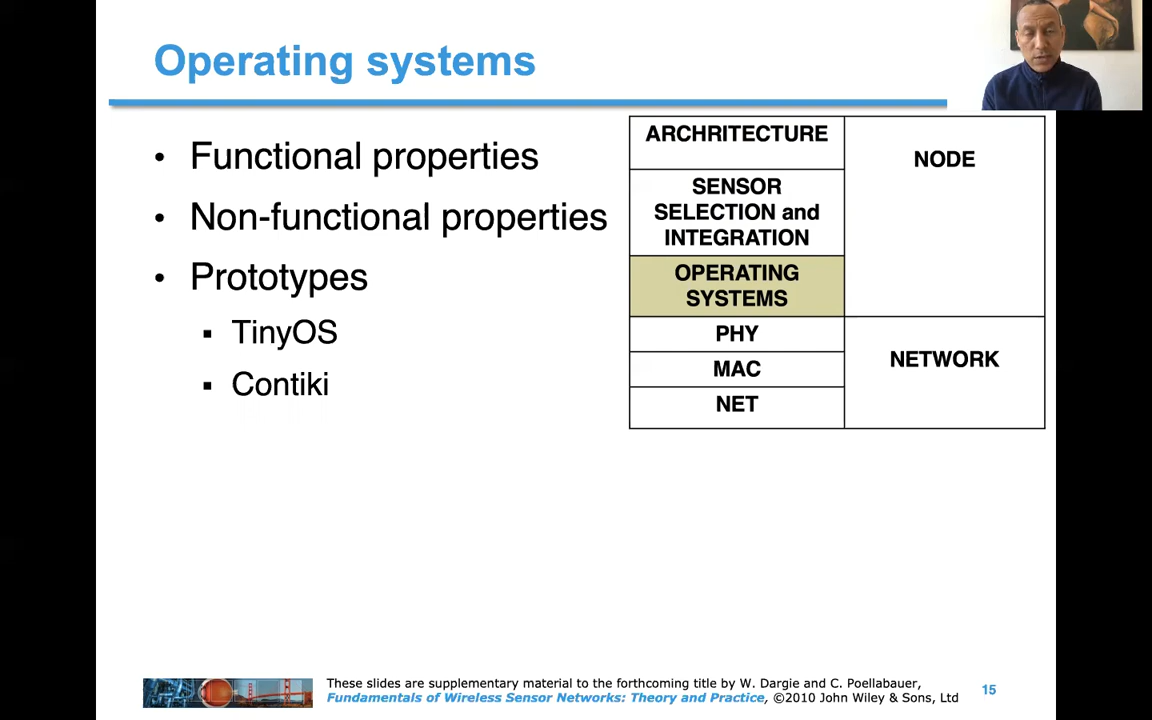 Operating systems
• Functional properties
• Non-functional properties
• Prototypes
▪ TinyOS
▪ Contiki
ARCHRITECTURE
SENSOR
SELECTION and
INTEGRATION
OPERATING
SYSTEMS
PHY
MAC
NET
NODE
NETWORK
These slides are supplementary material to the forthcoming title by W. Dargie and C. Poellabauer,
Fundamentals of Wireless Sensor Networks: Theory and Practice, ©2010 John Wiley & Sons, Ltd
15